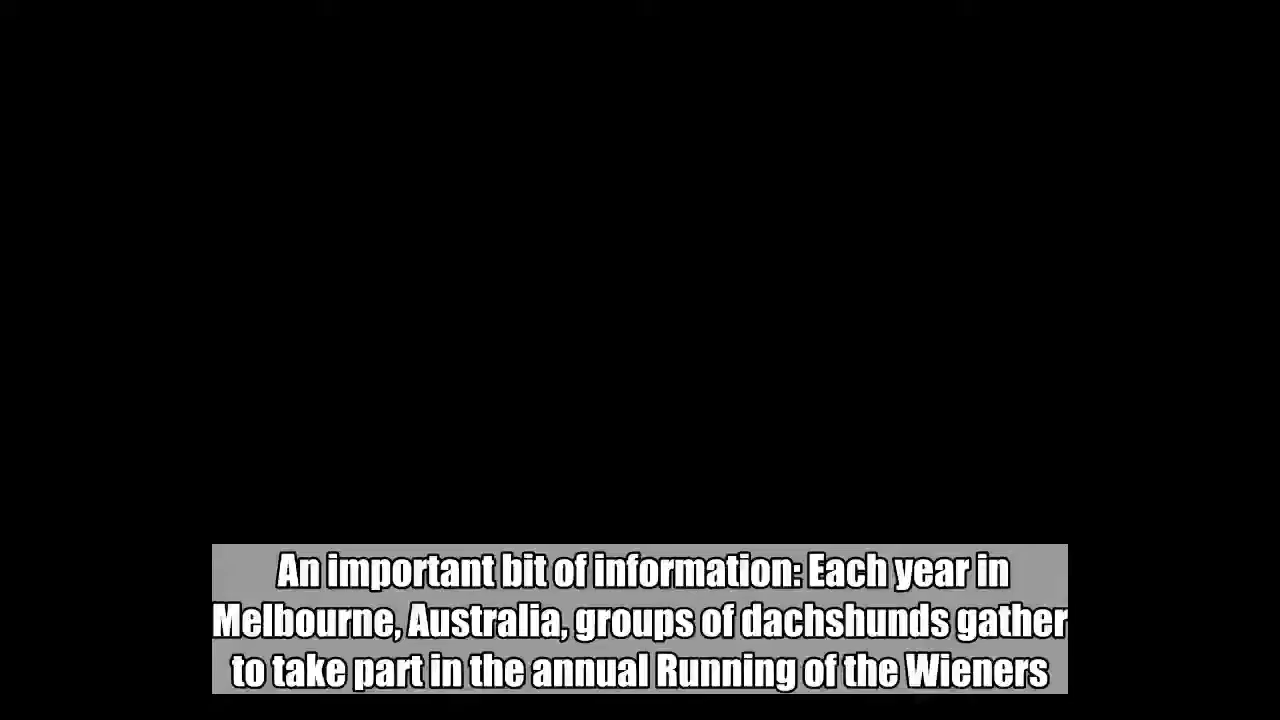 An important bit of information: Each year in
Melbourne, Australia, groups of dachshunds gather
to take part in the annual Running of the Wieners